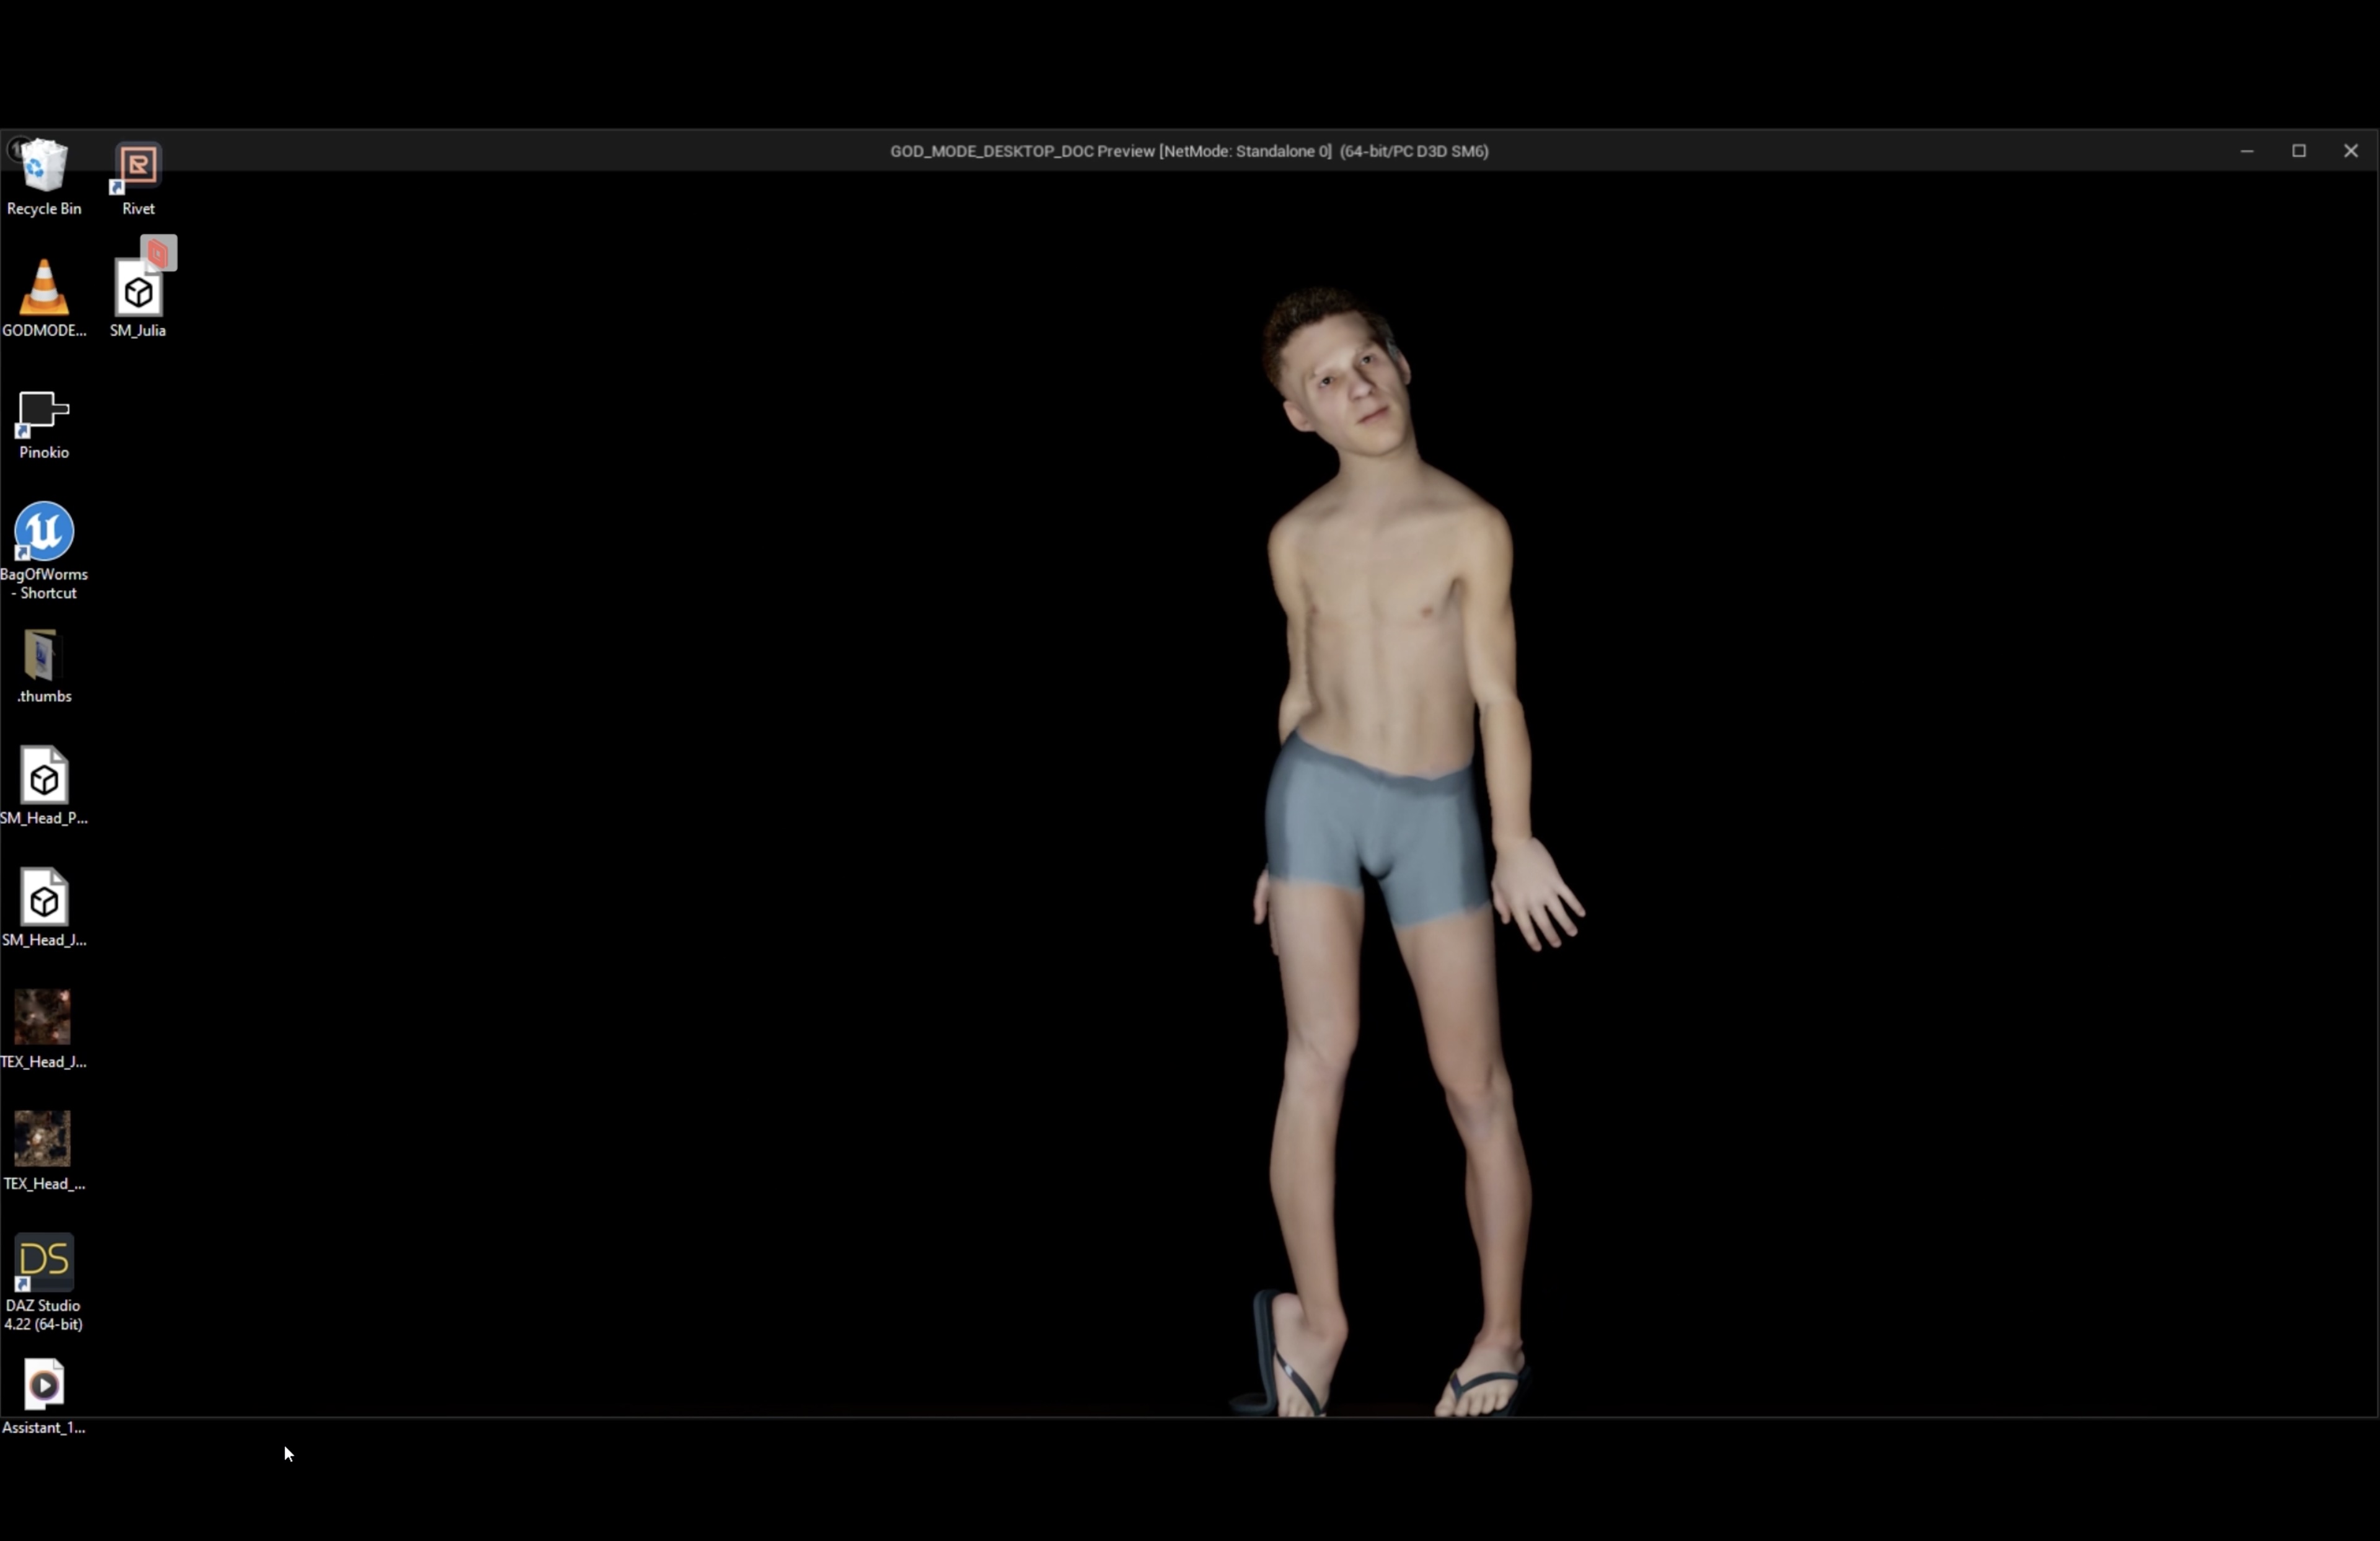 GOD_MODE_DESKTOP_DOC Preview [NetMode: Standalone 0] (64-bit/PC D3D SM6)
Recycle Bin
Rivet
GODMODE...
SM_Julia
Pinokio
BagOfWorms
- Shortcut
.thumbs
SM_Head_P...
SM_Head_J...
TEX_Head_J...
TEX_Head_...
DS
DAZ Studio
4.22 (64-bit)
Assistant_1...